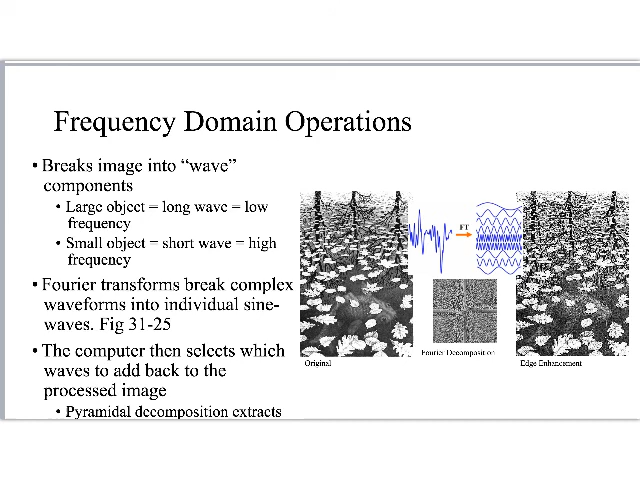 Frequency Domain Operations
• Breaks image into “wave”
components
• Large object = long wave = low
frequency
• Small object = short wave = high
frequency
• Fourier transforms break complex
waveforms into individual sine-
waves. Fig 31-25
• The computer then selects which
waves to add back to the
processed image
• Pyramidal decomposition extracts
FT
Original
Fourier Decomposition
Edge Enhancement